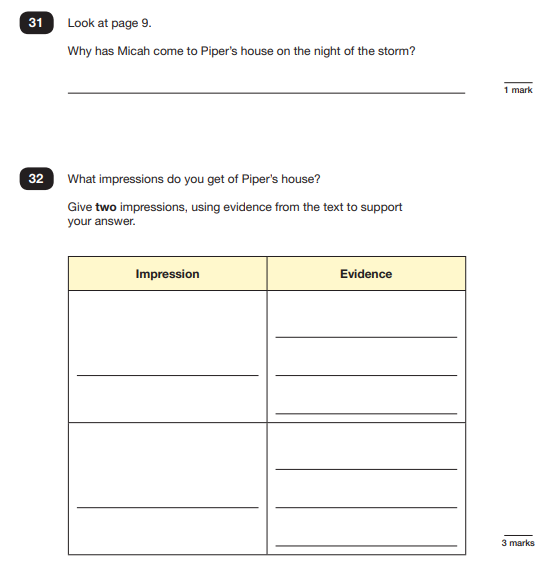 31 Look at page 9.
Why has Micah come to Piper's house on the night of the storm?
1 mark
32 What impressions do you get of Piper's house?
Give two impressions, using evidence from the text to support
your answer.
Impression Evidence
3 marks